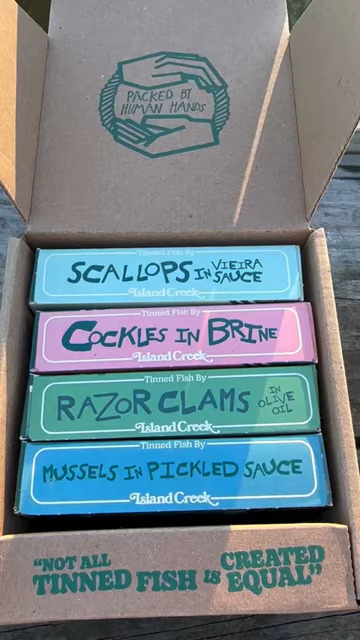 PACKED BY
HUMAN HANDS
Tinned Fish By
SCALLOPS IN VIEIRA SAUCE
Island Creek
Tinned Fish By
COCKLES IN BRINE
Island Creek
Tinned Fish By
RAZOR CLAMS IN OLIVE OIL
Island Creek
Tinned Fish By
MUSSELS IN PICKLED SAUCE
Island Creek
"NOT ALL CREATED
TINNED FISH IS EQUAL"